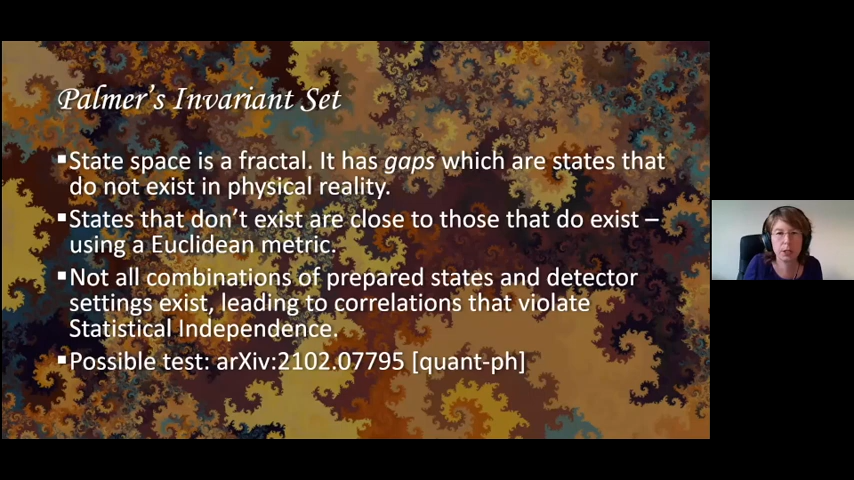 Palmer's Invariant Set
▪State space is a fractal. It has gaps which are states that
do not exist in physical reality.
▪States that don't exist are close to those that do exist –
using a Euclidean metric.
▪Not all combinations of prepared states and detector
settings exist, leading to correlations that violate
Statistical Independence.
▪Possible test: arXiv:2102.07795 [quant-ph]